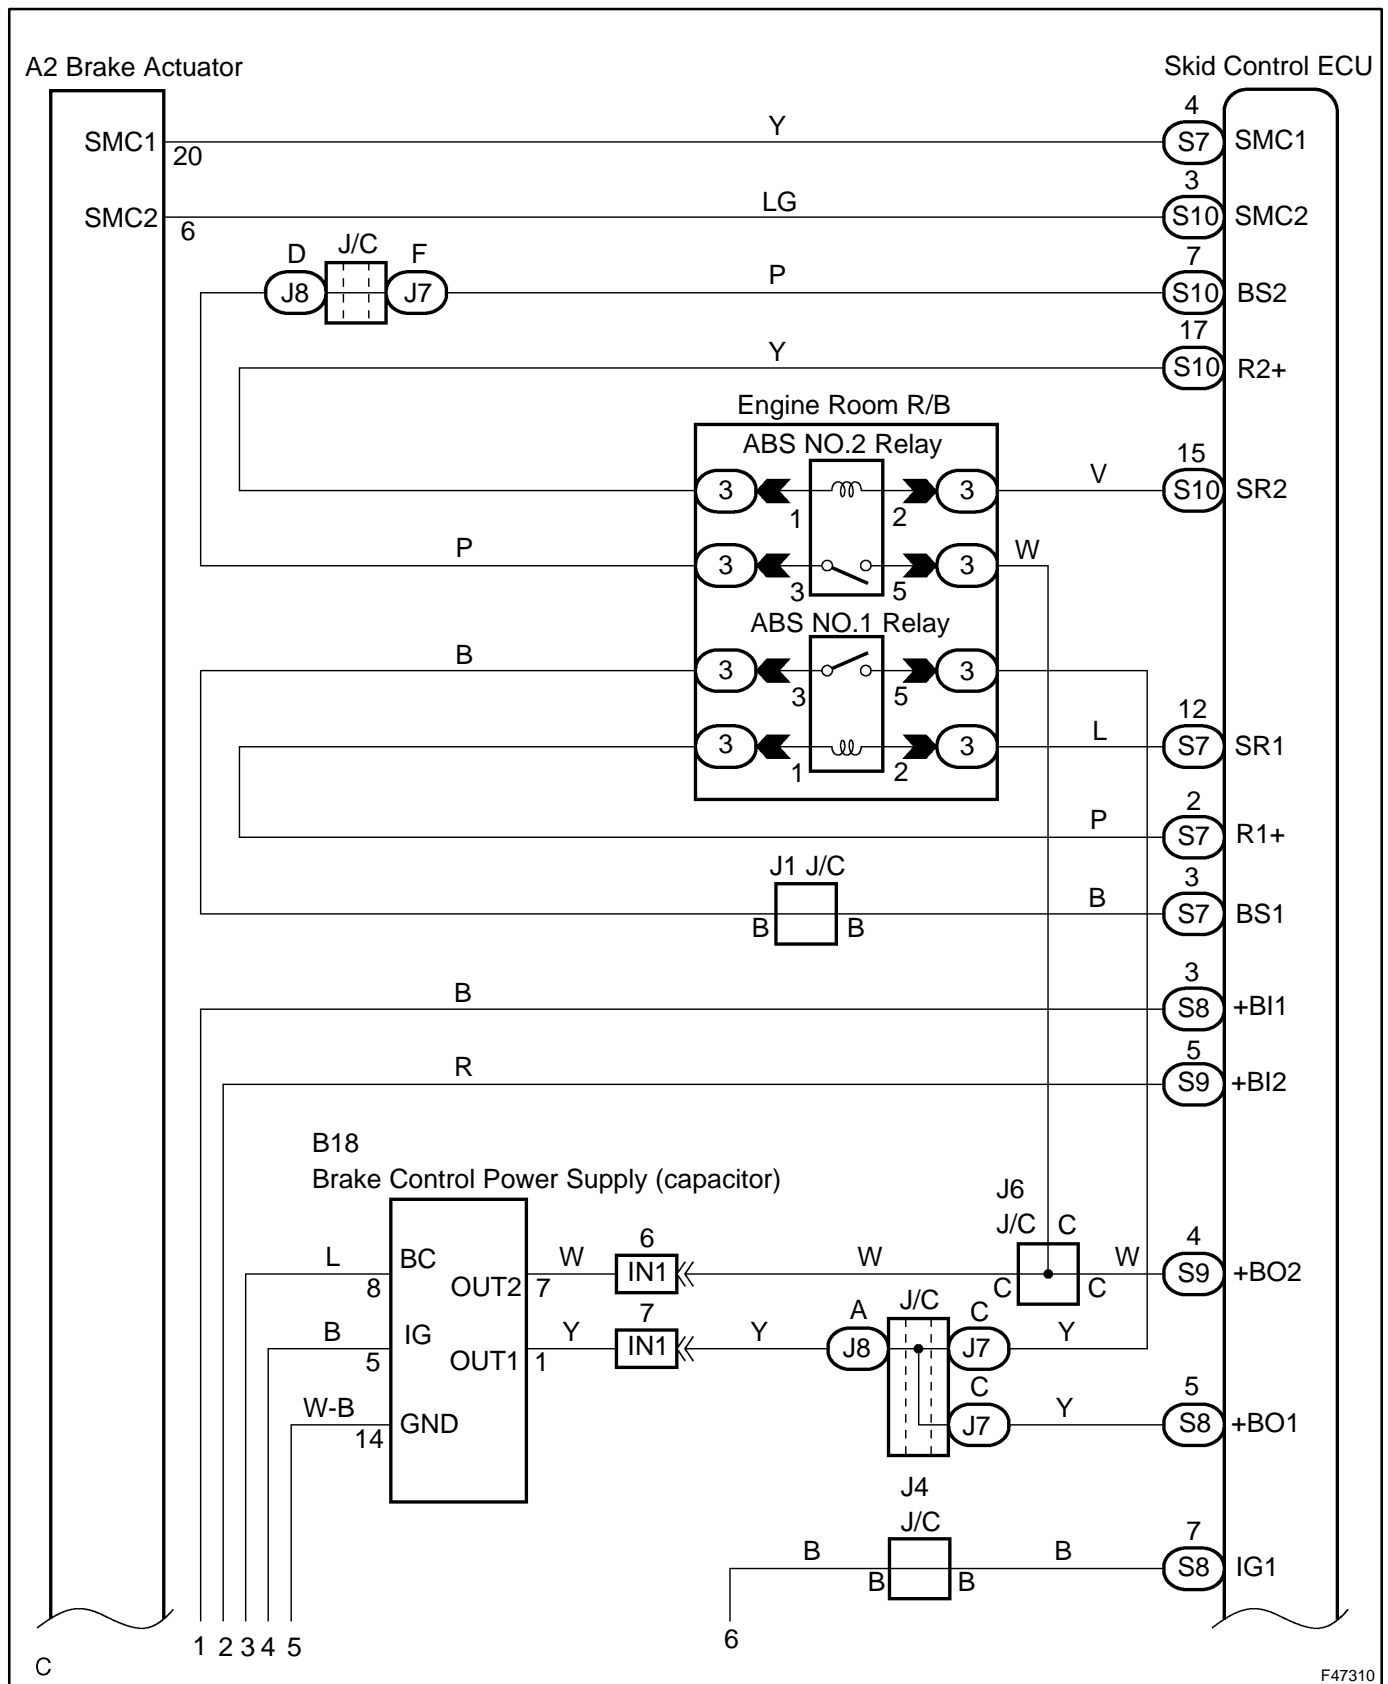 A2 Brake Actuator
Skid Control ECU
SMC1
20
Y
4
S7
SMC1
SMC2
6
LG
3
S10
SMC2
D
J/C
F
J8
J7
P
7
S10
BS2
Y
17
S10
R2+
Engine Room R/B
ABS NO.2 Relay
3
1
2
3
V
15
S10
SR2
P
3
3
5
3
W
ABS NO.1 Relay
B
3
3
5
3
3
1
2
3
L
12
S7
SR1
P
2
S7
R1+
J1 J/C
B
B
B
3
S7
BS1
B
3
S8
+BI1
R
5
S9
+BI2
B18
Brake Control Power Supply (capacitor)
J6
J/C
C
L
8
BC
OUT2
7
W
6
IN1
W
C
C
W
4
S9
+BO2
B
5
IG
OUT1
1
Y
7
IN1
Y
A
J8
J/C
C
J7
Y
W-B
14
GND
C
J7
Y
5
S8
+BO1
J4
J/C
B
B
B
B
7
S8
IG1
1 2 3 4 5
6
C
F47310